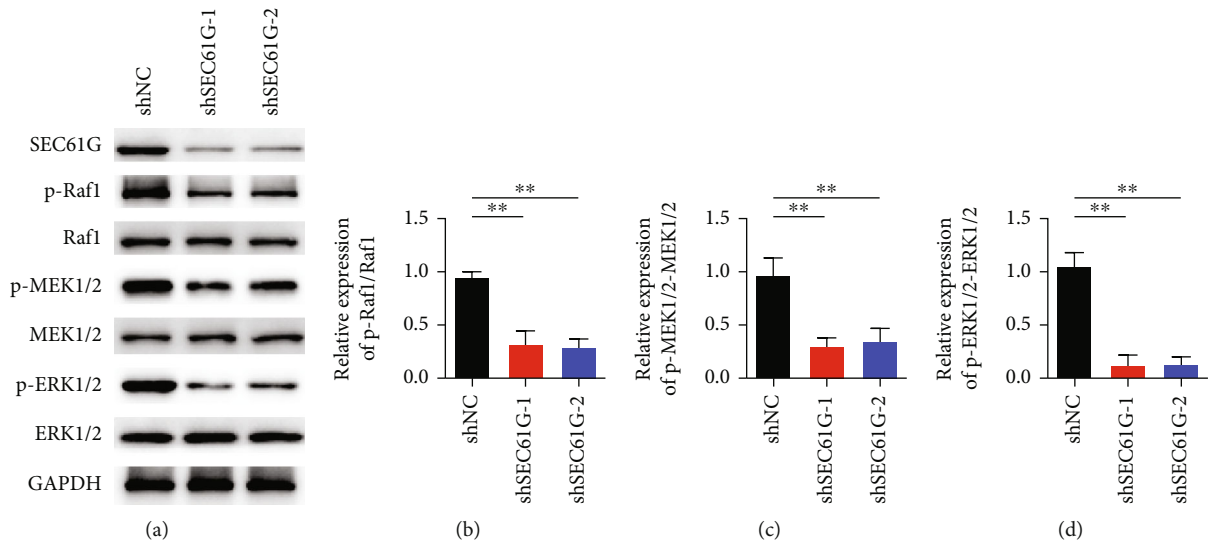 shNC
shSEC61G-1
shSEC61G-2
SEC61G
p-Raf1
Raf1
p-MEK1/2
MEK1/2
p-ERK1/2
ERK1/2
GAPDH
(a)
Relative expression
of p-Raf1/Raf1
1.5
1.0
0.5
0.0
**
**
shNC
shSEC61G-1
shSEC61G-2
(b)
Relative expression
of p-MEK1/2-MEK1/2
1.5
1.0
0.5
0.0
**
**
shNC
shSEC61G-1
shSEC61G-2
(c)
Relative expression
of p-ERK1/2-ERK1/2
1.5
1.0
0.5
0.0
**
**
shNC
shSEC61G-1
shSEC61G-2
(d)